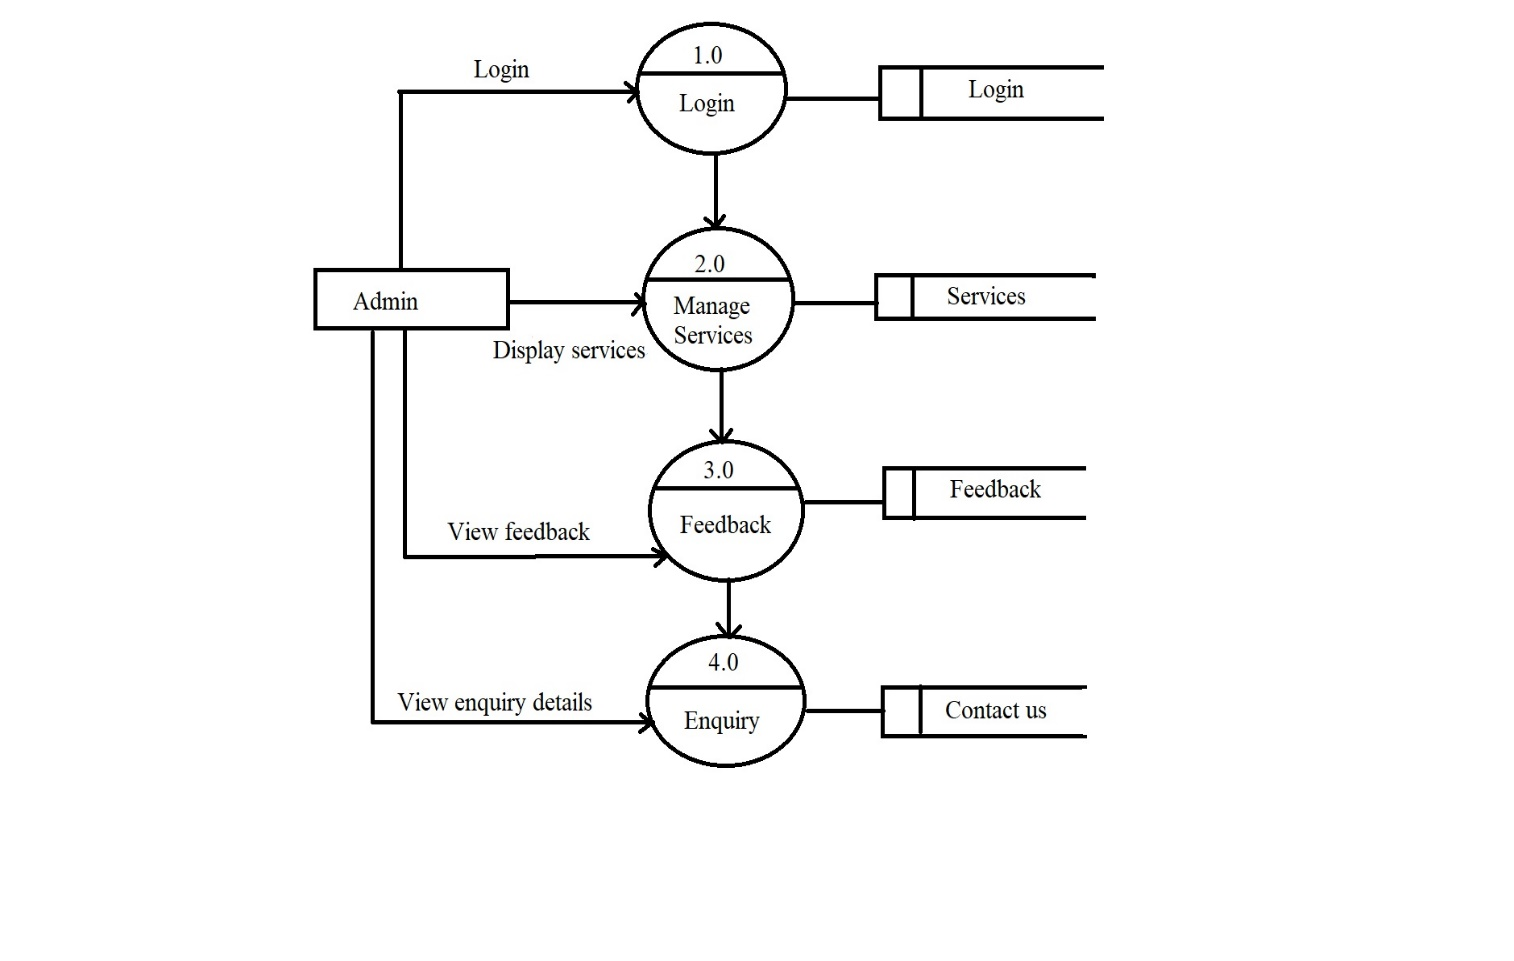 1.0
Login
Login
Login
2.0
Admin
Manage
Services
Services
Display services
3.0
Feedback
Feedback
View feedback
4.0
View enquiry details
Enquiry
Contact us